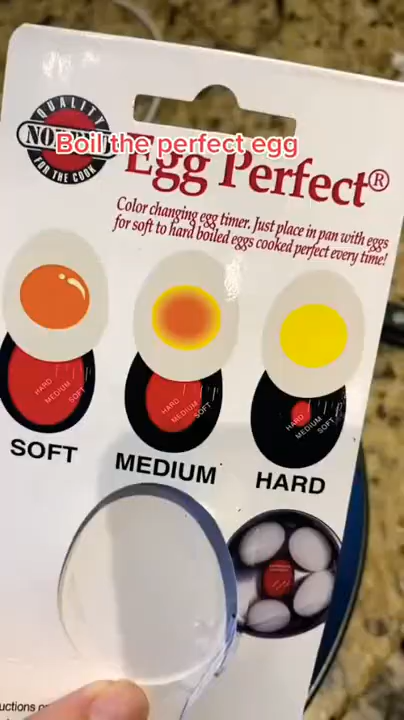 QUALITY
NO
FOR THE COOK
Boil the perfect egg
Egg Perfect®
Color changing egg timer. Just place in pan with eggs
for soft to hard boiled eggs cooked perfect every time!
HARD
MEDIUM
SOFT
HARD
MEDIUM
SOFT
HARD
MEDIUM
SOFT
SOFT
MEDIUM
HARD